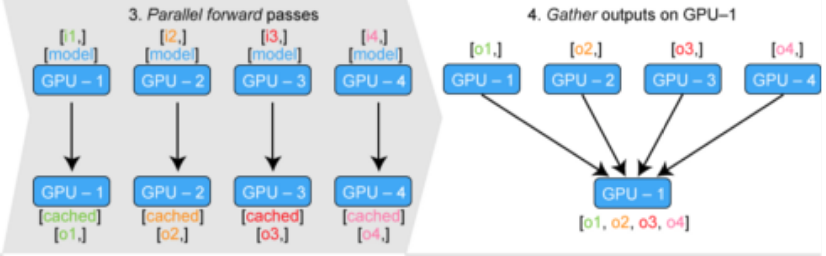 3. Parallel forward passes
[i1,] [i2,] [i3,] [i4,]
[model] [model] [model] [model]
GPU – 1 GPU – 2 GPU – 3 GPU – 4
GPU – 1 GPU – 2 GPU – 3 GPU – 4
[cached] [cached] [cached] [cached]
[o1,] [o2,] [o3,] [o4,]
4. Gather outputs on GPU–1
[o1,] [o2,] [o3,] [o4,]
GPU – 1 GPU – 2 GPU – 3 GPU – 4
GPU – 1
[o1, o2, o3, o4]